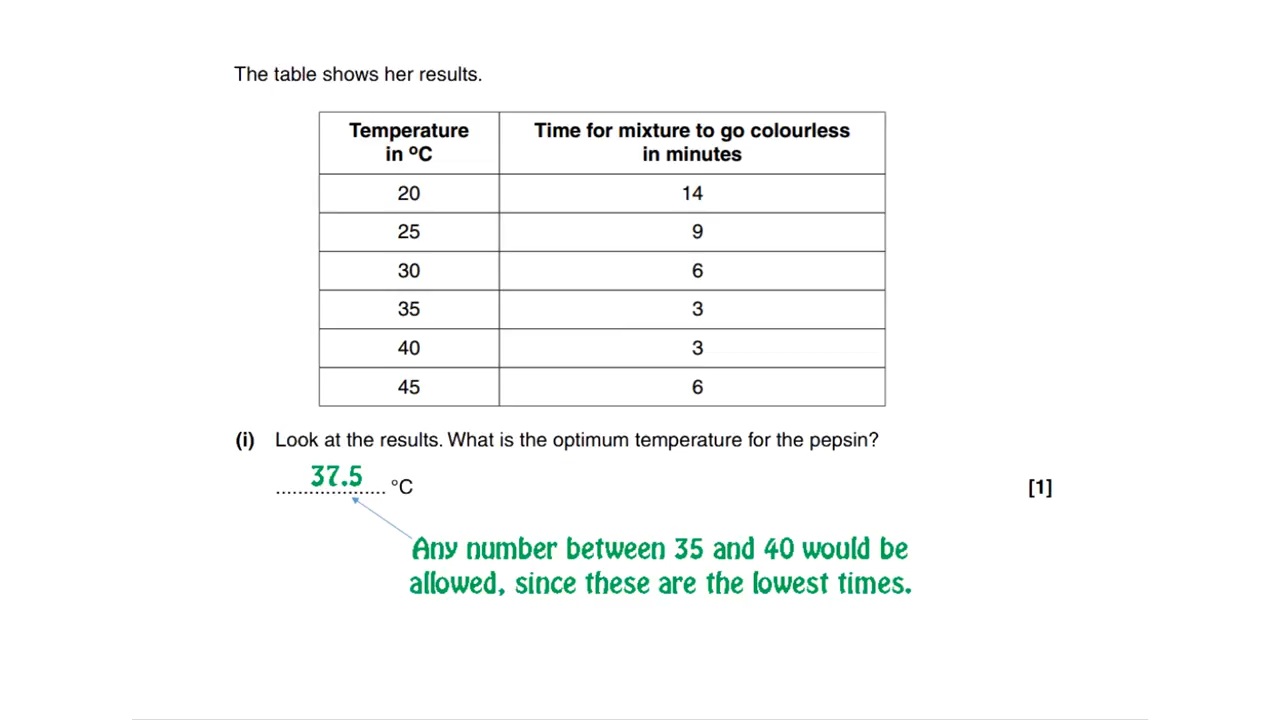 The table shows her results.
Temperature Time for mixture to go colourless
in °C in minutes
20 14
25 9
30 6
35 3
40 3
45 6
(i) Look at the results. What is the optimum temperature for the pepsin?
37.5
.................... °C [1]
Any number between 35 and 40 would be
allowed, since these are the lowest times.